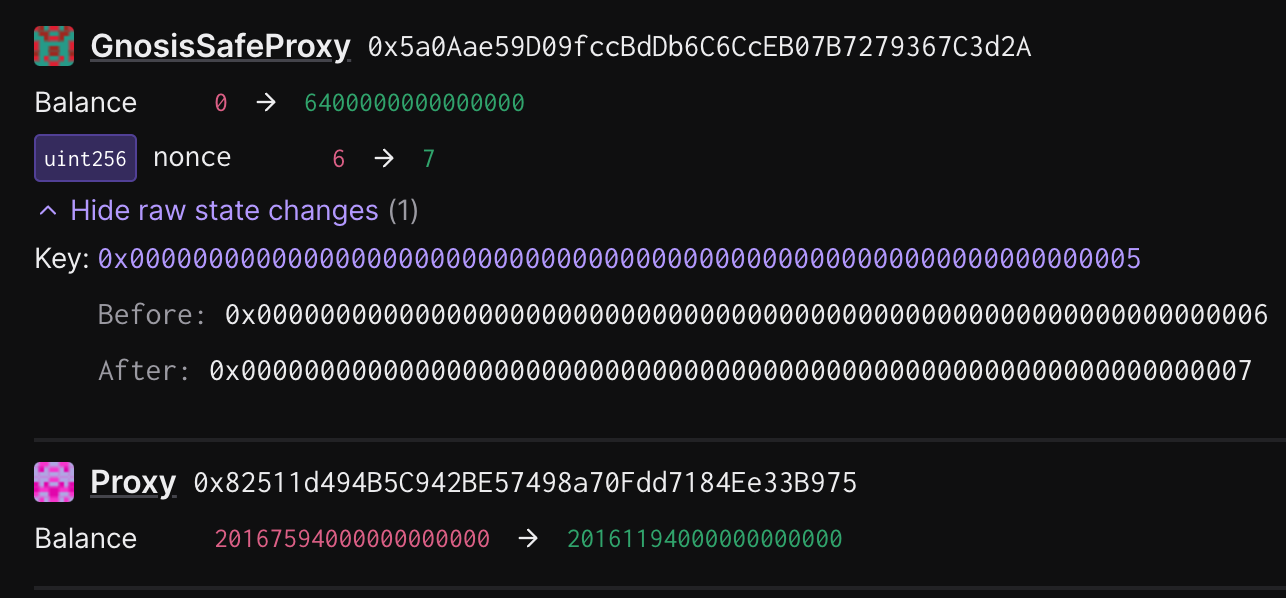 GnosisSafeProxy 0x5a0Aae59D09fccBdDb6C6CcEB07B7279367C3d2A
Balance 0 → 6400000000000000
uint256 nonce 6 → 7
Hide raw state changes (1)
Key: 0x0000000000000000000000000000000000000000000000000000000000000005
Before: 0x0000000000000000000000000000000000000000000000000000000000000006
After: 0x0000000000000000000000000000000000000000000000000000000000000007
Proxy 0x82511d494B5C942BE57498a70Fdd7184Ee33B975
Balance 20167594000000000000 → 20161194000000000000